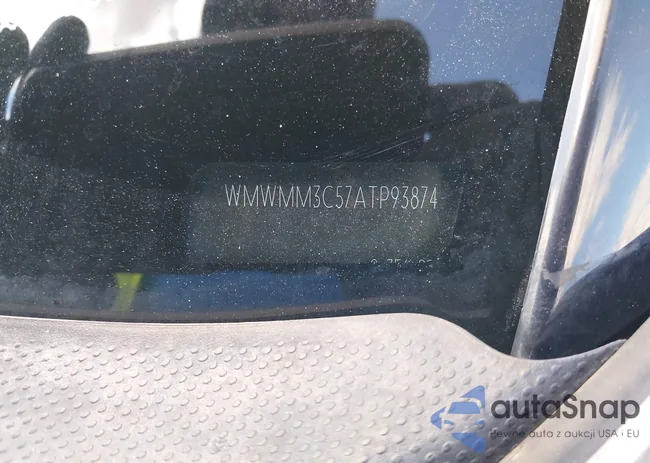 WMWMM3C57ATP93874
autaSnap
Pewne auta z aukcji USA i EU